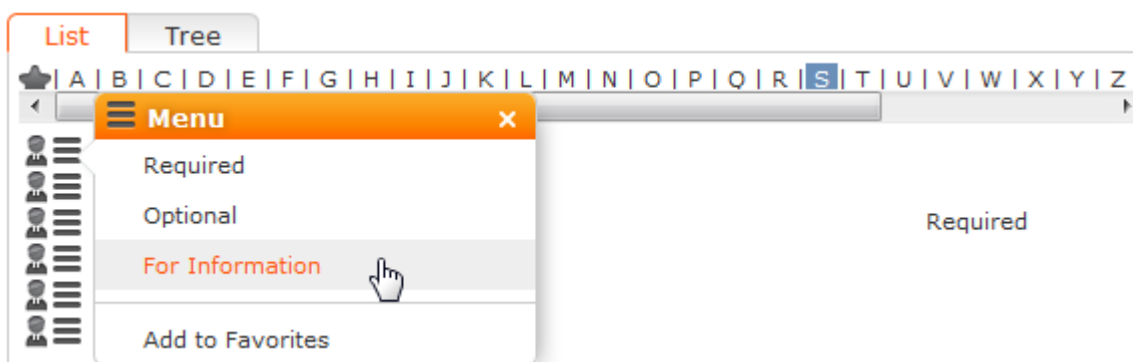 List Tree
| A | B | C | D | E | F | G | H | I | J | K | L | M | N | O | P | Q | R | S | T | U | V | W | X | Y | Z
Menu ×
Required
Optional
Required
For Information
Add to Favorites